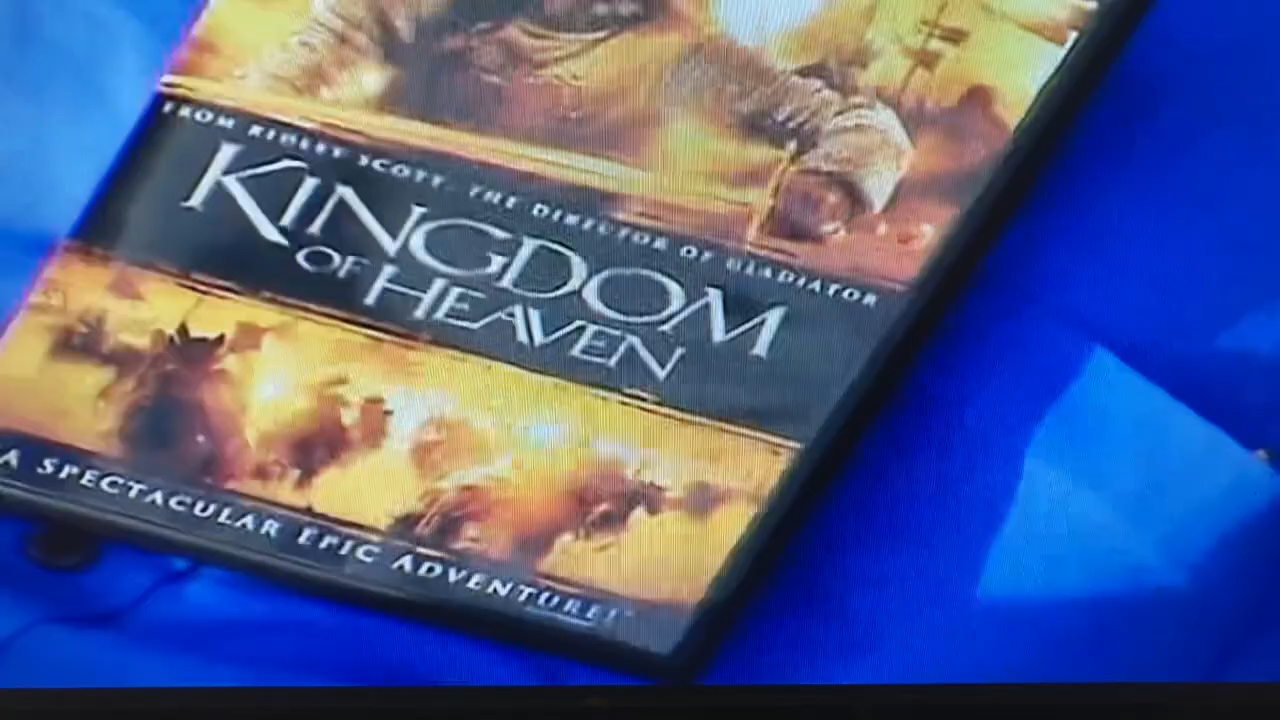 FROM RIDLEY SCOTT, THE DIRECTOR OF GLADIATOR
KINGDOM
OF HEAVEN
A SPECTACULAR EPIC ADVENTURE!"